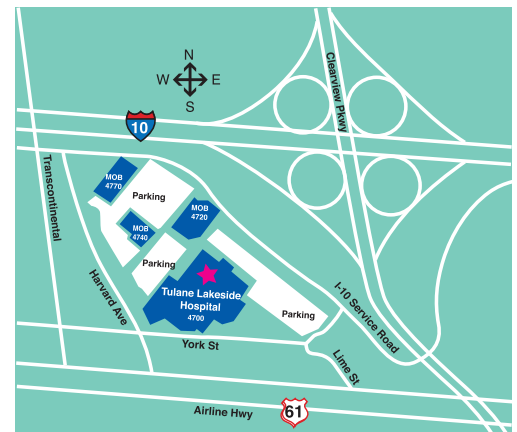 N
W E
S
Clearview Pkwy
10
Transcontinental
MOB
4770
Parking
MOB
4720
MOB
4740
Parking
Harvard Ave
Tulane Lakeside
Hospital
4700
Parking
I-10 Service Road
York St
Lime St
Airline Hwy
61